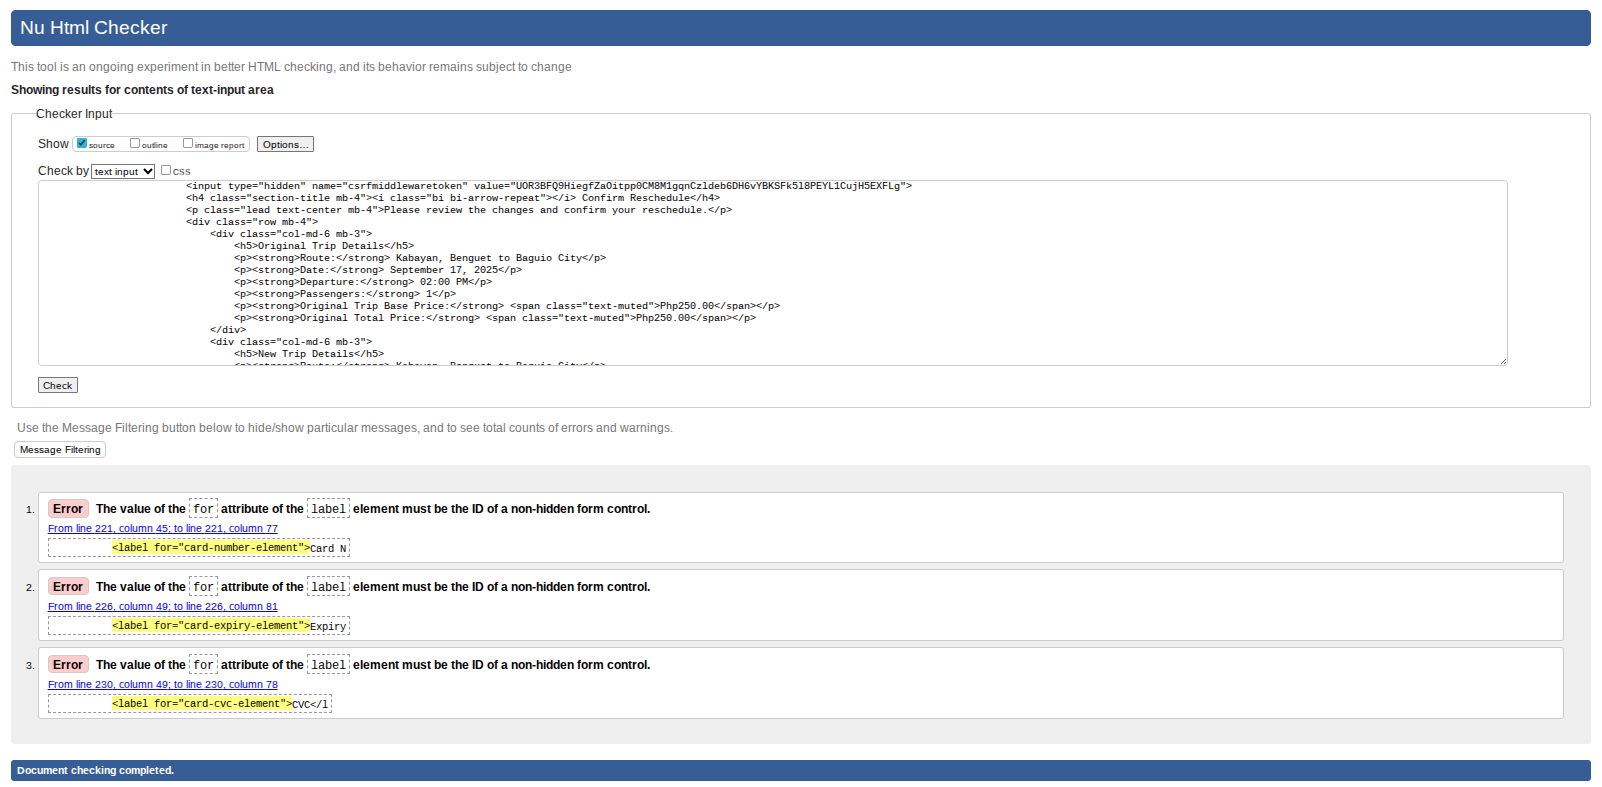 Nu Html Checker
This tool is an ongoing experiment in better HTML checking, and its behavior remains subject to change
Showing results for contents of text-input area
Checker Input
Show source outline image report Options...
Check by text input css
<input type="hidden" name="csrfmiddlewaretoken" value="UOR3BFQ9HiegfZaOitpp0CM8M1gqnCzldeb6DH6vYBKSFk5l8PEYL1CujH5EXFLg">
<h4 class="section-title mb-4"><i class="bi bi-arrow-repeat"></i> Confirm Reschedule</h4>
<p class="lead text-center mb-4">Please review the changes and confirm your reschedule.</p>
<div class="row mb-4">
<div class="col-md-6 mb-3">
<h5>Original Trip Details</h5>
<p><strong>Route:</strong> Kabayan, Benguet to Baguio City</p>
<p><strong>Date:</strong> September 17, 2025</p>
<p><strong>Departure:</strong> 02:00 PM</p>
<p><strong>Passengers:</strong> 1</p>
<p><strong>Original Trip Base Price:</strong> <span class="text-muted">Php250.00</span></p>
<p><strong>Original Total Price:</strong> <span class="text-muted">Php250.00</span></p>
</div>
<div class="col-md-6 mb-3">
<h5>New Trip Details</h5>
<p><strong>Route:</strong> Kabayan, Benguet to Baguio City</p>
Check
Use the Message Filtering button below to hide/show particular messages, and to see total counts of errors and warnings.
Message Filtering
1. Error The value of the for attribute of the label element must be the ID of a non-hidden form control.
From line 221, column 45; to line 221, column 77
<label for="card-number-element">Card N
2. Error The value of the for attribute of the label element must be the ID of a non-hidden form control.
From line 226, column 49; to line 226, column 81
<label for="card-expiry-element">Expiry
3. Error The value of the for attribute of the label element must be the ID of a non-hidden form control.
From line 230, column 49; to line 230, column 78
<label for="card-cvc-element">CVC</l
Document checking completed.